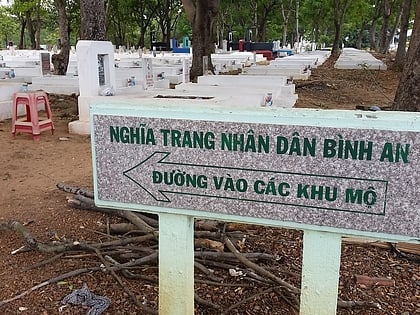 NGHĨA TRANG NHÂN DÂN BÌNH AN
ĐƯỜNG VÀO CÁC KHU MỘ